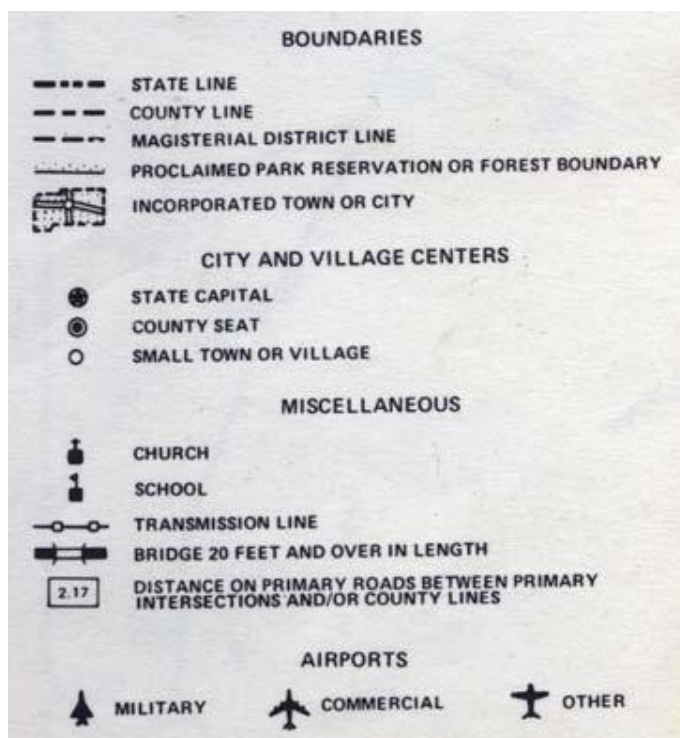 BOUNDARIES
STATE LINE
COUNTY LINE
MAGISTERIAL DISTRICT LINE
PROCLAIMED PARK RESERVATION OR FOREST BOUNDARY
INCORPORATED TOWN OR CITY
CITY AND VILLAGE CENTERS
STATE CAPITAL
COUNTY SEAT
SMALL TOWN OR VILLAGE
MISCELLANEOUS
CHURCH
SCHOOL
TRANSMISSION LINE
BRIDGE 20 FEET AND OVER IN LENGTH
2.17 DISTANCE ON PRIMARY ROADS BETWEEN PRIMARY
INTERSECTIONS AND/OR COUNTY LINES
AIRPORTS
MILITARY COMMERCIAL OTHER